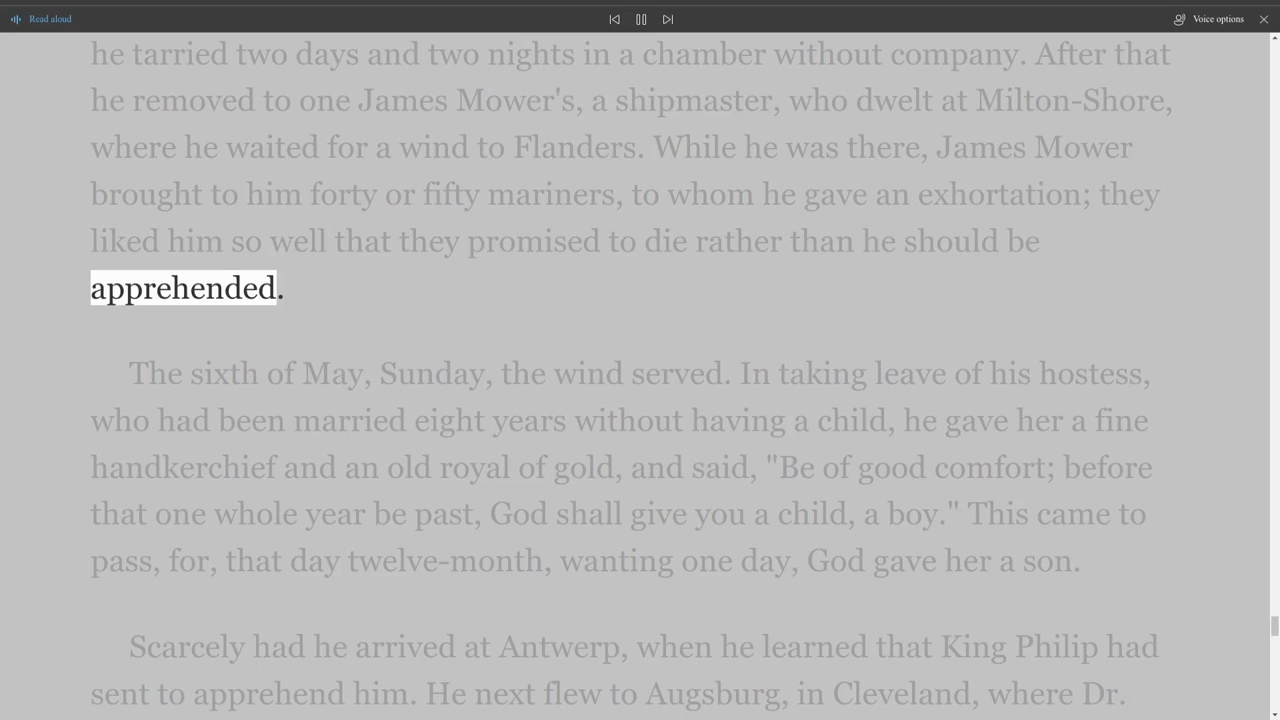 Read aloud
Voice options
he tarried two days and two nights in a chamber without company. After that
he removed to one James Mower's, a shipmaster, who dwelt at Milton-Shore,
where he waited for a wind to Flanders. While he was there, James Mower
brought to him forty or fifty mariners, to whom he gave an exhortation; they
liked him so well that they promised to die rather than he should be
apprehended.
The sixth of May, Sunday, the wind served. In taking leave of his hostess,
who had been married eight years without having a child, he gave her a fine
handkerchief and an old royal of gold, and said, "Be of good comfort; before
that one whole year be past, God shall give you a child, a boy." This came to
pass, for, that day twelve-month, wanting one day, God gave her a son.
Scarcely had he arrived at Antwerp, when he learned that King Philip had
sent to apprehend him. He next flew to Augsburg, in Cleveland, where Dr.